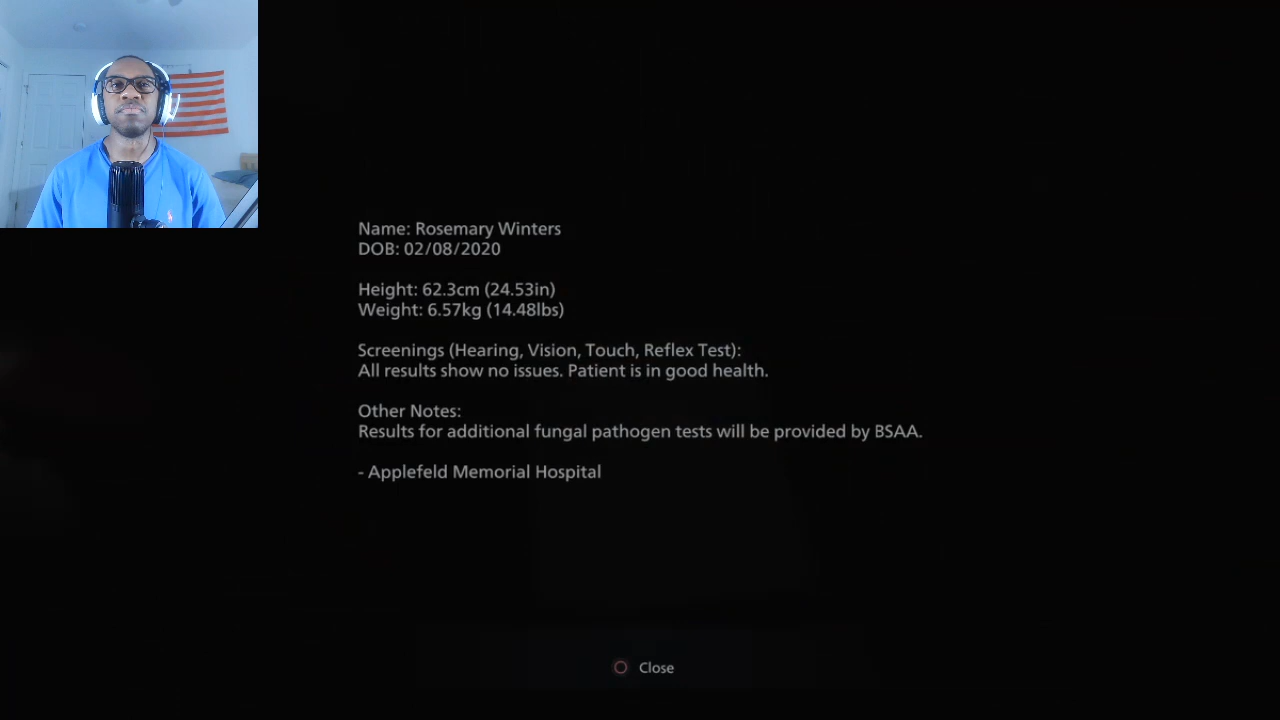 Name: Rosemary Winters
DOB: 02/08/2020
Height: 62.3cm (24.53in)
Weight: 6.57kg (14.48lbs)
Screenings (Hearing, Vision, Touch, Reflex Test):
All results show no issues. Patient is in good health.
Other Notes:
Results for additional fungal pathogen tests will be provided by BSAA.
- Applefeld Memorial Hospital
Close